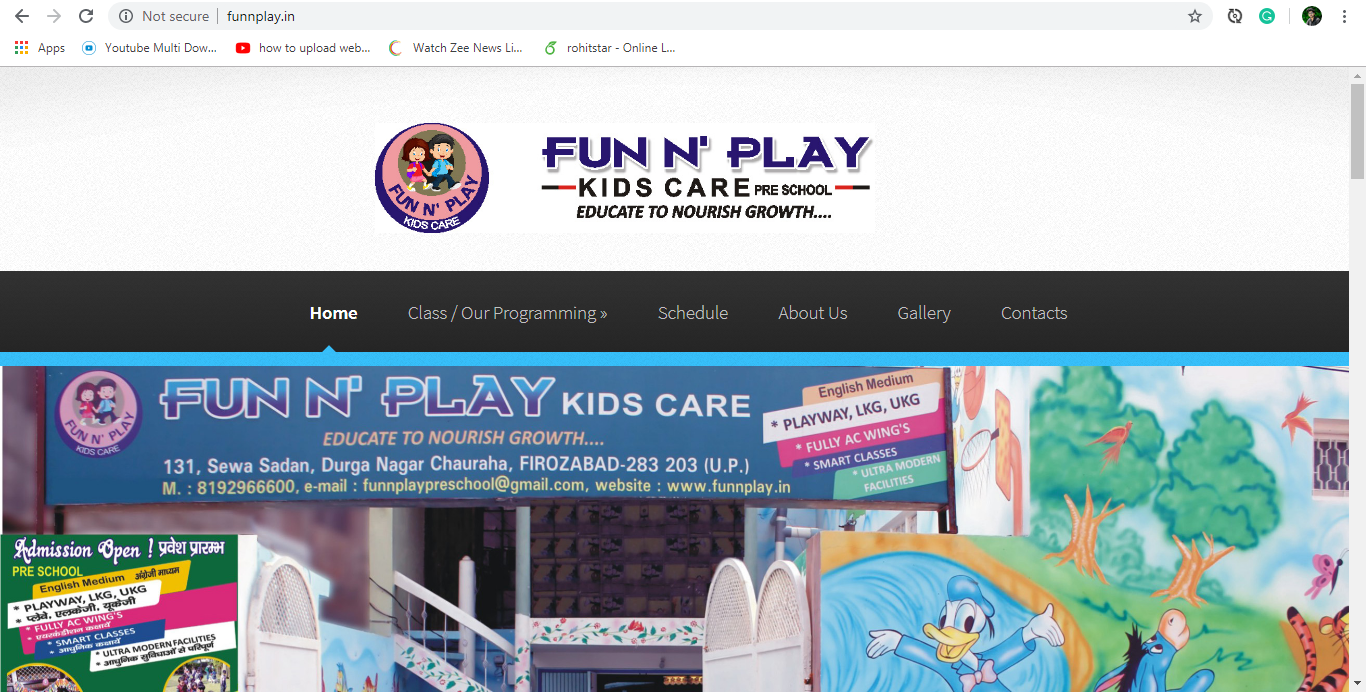 Not secure | funnplay.in
Apps Youtube Multi Dow... how to upload web... Watch Zee News Li... rohitstar - Online L...
FUN N' PLAY
KIDS CARE
FUN N' PLAY
KIDS CARE PRE SCHOOL
EDUCATE TO NOURISH GROWTH....
Home Class / Our Programming » Schedule About Us Gallery Contacts
FUN N' PLAY
KIDS CARE
FUN N' PLAY KIDS CARE
EDUCATE TO NOURISH GROWTH....
131, Sewa Sadan, Durga Nagar Chauraha, FIROZABAD-283 203 (U.P.)
M. : 8192966600, e-mail : funnplaypreschool@gmail.com, website : www.funnplay.in
English Medium
* PLAYWAY, LKG, UKG
* FULLY AC WING'S
* SMART CLASSES
* ULTRA MODERN
FACILITIES
Admission Open ! प्रवेश प्रारम्भ
PRE SCHOOL
English Medium अंग्रेजी माध्यम
* PLAYWAY, LKG, UKG
* प्लेवे, एलकेजी, यूकेजी
* FULLY AC WING'S
* एयरकंडीशन कक्षायें
* SMART CLASSES
* आधुनिक कक्षायें
* ULTRA MODERN FACILITIES
* आधुनिक सुविधाओं से परिपूर्ण